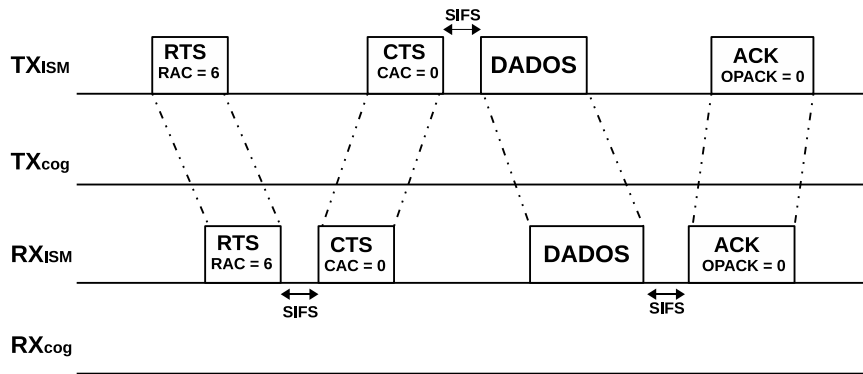 SIFS
TXISM
RTS
RAC = 6
CTS
CAC = 0
DADOS
ACK
OPACK = 0
TXcog
RXISM
RTS
RAC = 6
CTS
CAC = 0
DADOS
ACK
OPACK = 0
SIFS
SIFS
RXcog